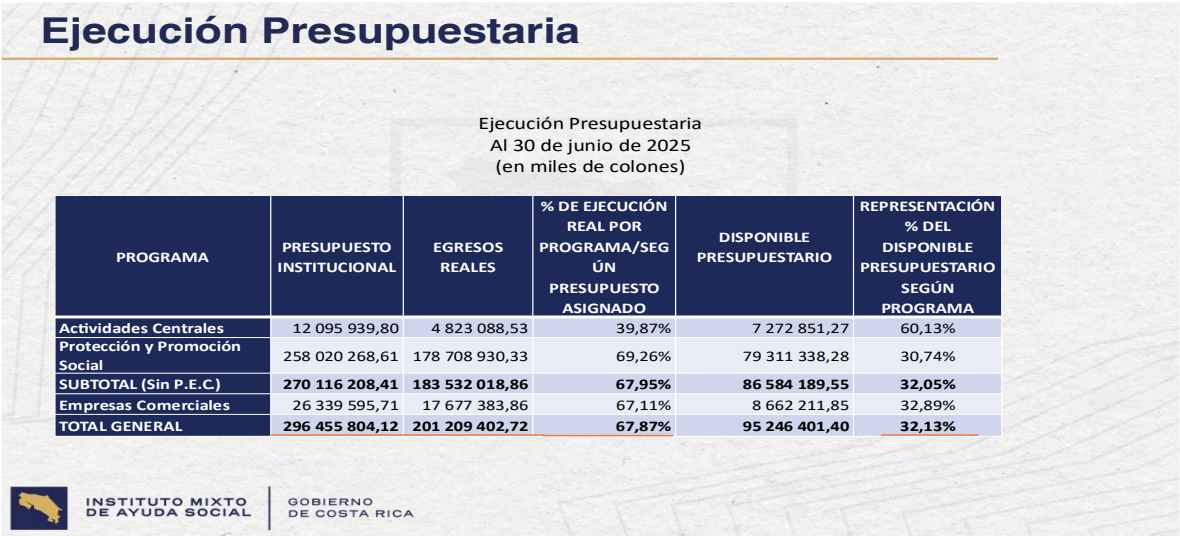 Ejecución Presupuestaria
Ejecución Presupuestaria
Al 30 de junio de 2025
(en miles de colones)
PROGRAMA
PRESUPUESTO
INSTITUCIONAL
EGRESOS
REALES
% DE EJECUCIÓN
REAL POR
PROGRAMA/SEG
ÚN
PRESUPUESTO
ASIGNADO
DISPONIBLE
PRESUPUESTARIO
REPRESENTACIÓN
% DEL
DISPONIBLE
PRESUPUESTARIO
SEGÚN
PROGRAMA
Actividades Centrales 12 095 939,80 4 823 088,53 39,87% 7 272 851,27 60,13%
Protección y Promoción
Social 258 020 268,61 178 708 930,33 69,26% 79 311 338,28 30,74%
SUBTOTAL (Sin P.E.C.) 270 116 208,41 183 532 018,86 67,95% 86 584 189,55 32,05%
Empresas Comerciales 26 339 595,71 17 677 383,86 67,11% 8 662 211,85 32,89%
TOTAL GENERAL 296 455 804,12 201 209 402,72 67,87% 95 246 401,40 32,13%
INSTITUTO MIXTO
DE AYUDA SOCIAL
GOBIERNO
DE COSTA RICA